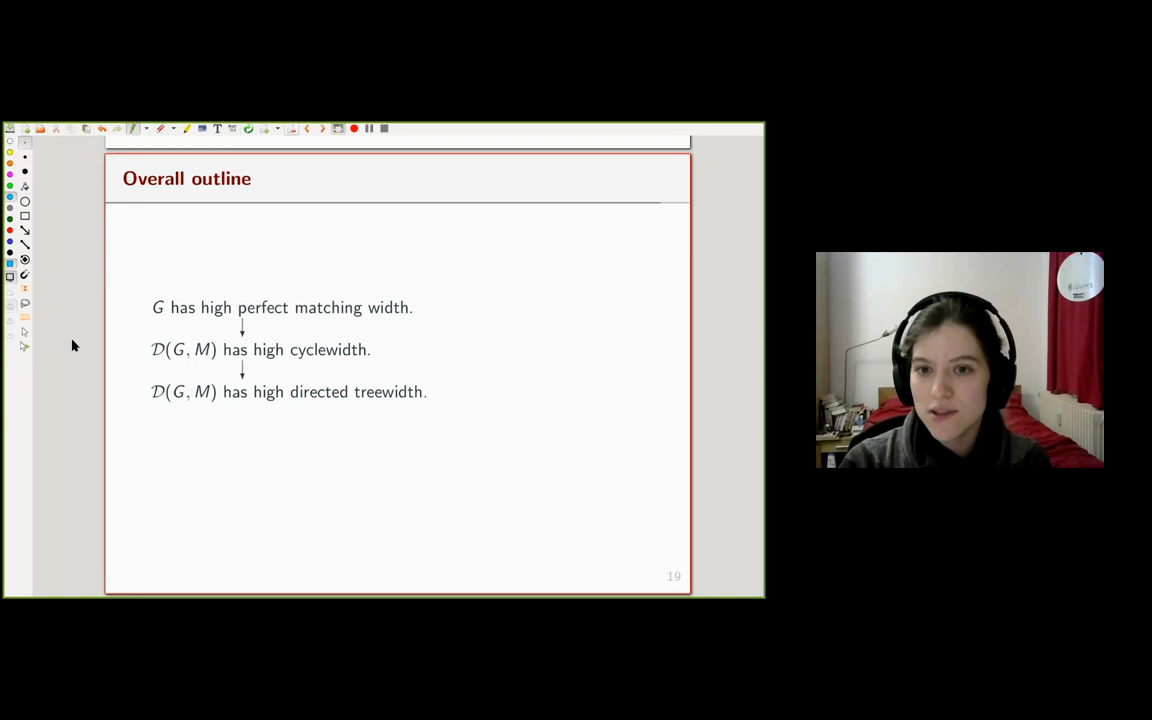 Overall outline
G has high perfect matching width.
𝒟(G, M) has high cyclewidth.
𝒟(G, M) has high directed treewidth.
19